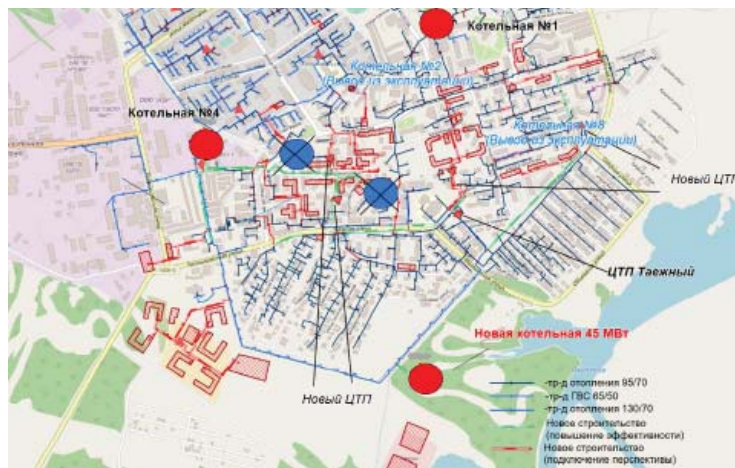 Котельная №1
Котельная №2
(Вывод из эксплуатации)
Котельная №4
Котельная №8
(Вывод из эксплуатации)
Новый ЦТП
ЦТП Таежный
Новая котельная 45 МВт
Новый ЦТП
-тр-д отопления 95/70
-тр-д ГВС 65/50
-тр-д отопления 130/70
Новое строительство
(повышение эффективности)
Новое строительство
(подключение перспективы)